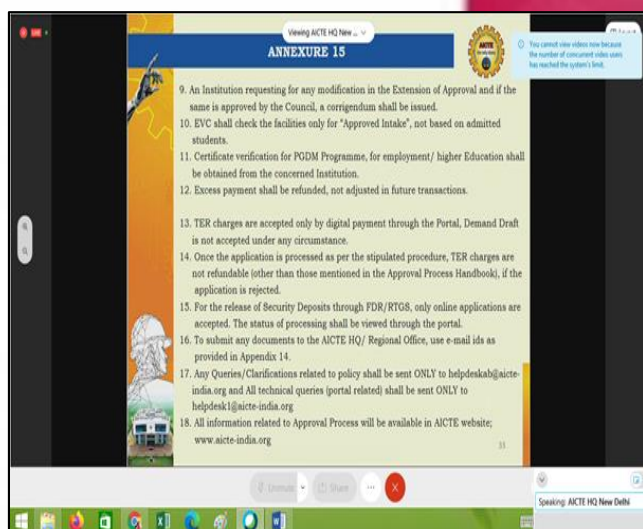 LIVE
Viewing AICTE HQ New ...
ANNEXURE 15
AICTE
You cannot view videos now because
the number of concurrent video users
has reached the system's limit.
9. An Institution requesting for any modification in the Extension of Approval and if the
same is approved by the Council, a corrigendum shall be issued.
10. EVC shall check the facilities only for "Approved Intake", not based on admitted
students.
11. Certificate verification for PGDM Programme, for employment/ higher Education shall
be obtained from the concerned Institution.
12. Excess payment shall be refunded, not adjusted in future transactions.
13. TER charges are accepted only by digital payment through the Portal, Demand Draft
is not accepted under any circumstance.
14. Once the application is processed as per the stipulated procedure, TER charges are
not refundable (other than those mentioned in the Approval Process Handbook), if the
application is rejected.
15. For the release of Security Deposits through FDR/RTGS, only online applications are
accepted. The status of processing shall be viewed through the portal.
16. To submit any documents to the AICTE HQ/ Regional Office, use e-mail ids as
provided in Appendix 14.
17. Any Queries/Clarifications related to policy shall be sent ONLY to helpdeskab@aicte-
india.org and All technical queries (portal related) shall be sent ONLY to
helpdesk1@aicte-india.org
18. All information related to Approval Process will be available in AICTE website;
www.aicte-india.org
Unmute
Share
Speaking: AICTE HQ New Delhi